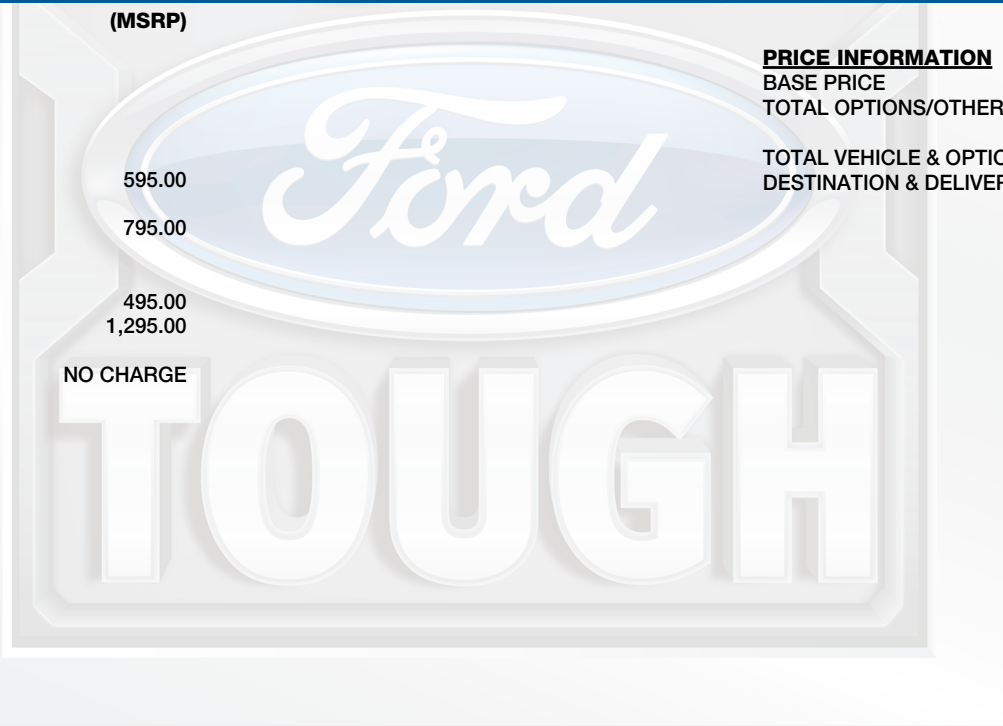 (MSRP)
595.00
795.00
495.00
1,295.00
NO CHARGE
PRICE INFORMATION
BASE PRICE
TOTAL OPTIONS/OTHER
TOTAL VEHICLE & OPTIO
DESTINATION & DELIVER
Ford
TOUGH